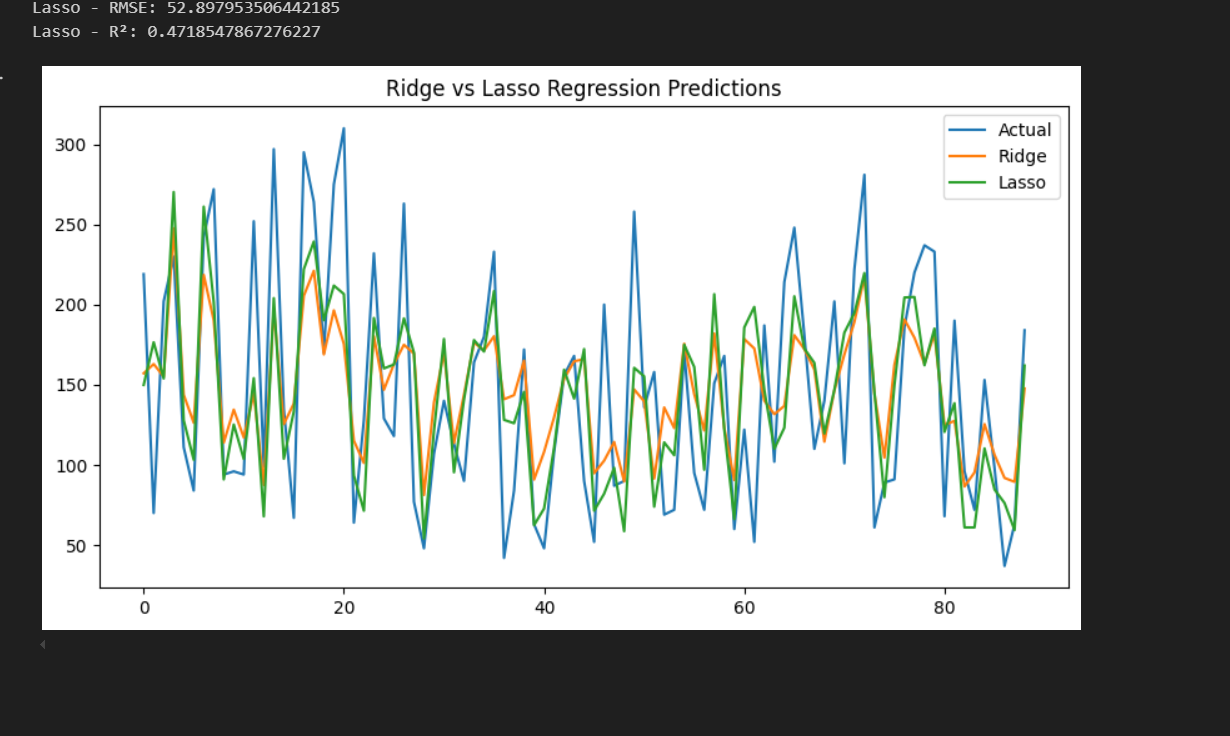 Lasso - RMSE: 52.897953506442185
Lasso - R²: 0.4718547867276227
Ridge vs Lasso Regression Predictions
Actual
Ridge
Lasso
300
250
200
150
100
50
0 20 40 60 80